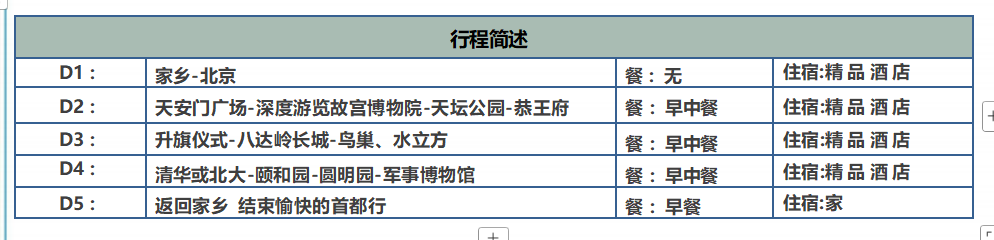 行程简述
D1： 家乡-北京 餐：无 住宿:精品酒店
D2： 天安门广场-深度游览故宫博物院-天坛公园-恭王府 餐：早中餐 住宿:精品酒店
D3： 升旗仪式-八达岭长城-鸟巢、水立方 餐：早中餐 住宿:精品酒店
D4： 清华或北大-颐和园-圆明园-军事博物馆 餐：早中餐 住宿:精品酒店
D5： 返回家乡 结束愉快的首都行 餐：早餐 住宿:家